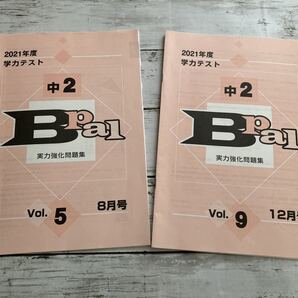 2021年度
学力テスト
中2
Bpal
実力強化問題集
Vol. 5 8月号
2021年度
学力テスト
中2
Bpal
実力強化問題集
Vol. 9 12月号